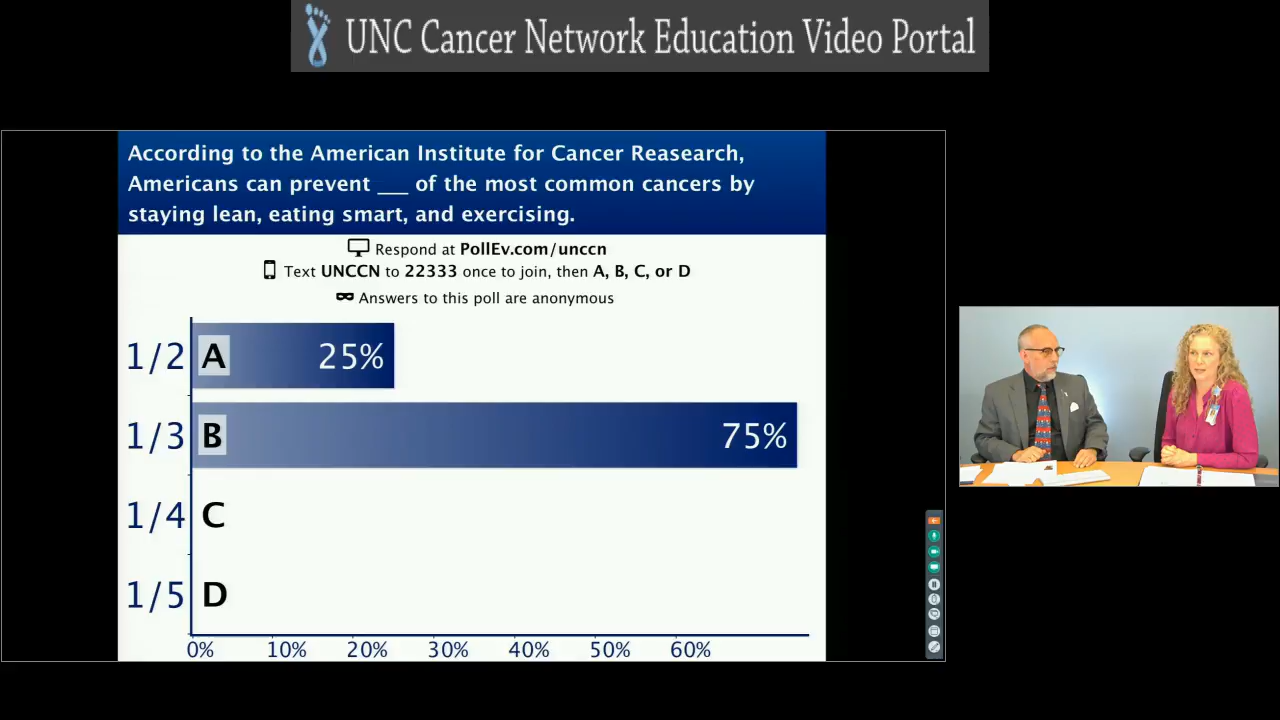 UNC Cancer Network Education Video Portal
According to the American Institute for Cancer Reasearch,
Americans can prevent ___ of the most common cancers by
staying lean, eating smart, and exercising.
Respond at PollEv.com/unccn
Text UNCCN to 22333 once to join, then A, B, C, or D
Answers to this poll are anonymous
1/2 A 25%
1/3 B 75%
1/4 C
1/5 D
0% 10% 20% 30% 40% 50% 60%